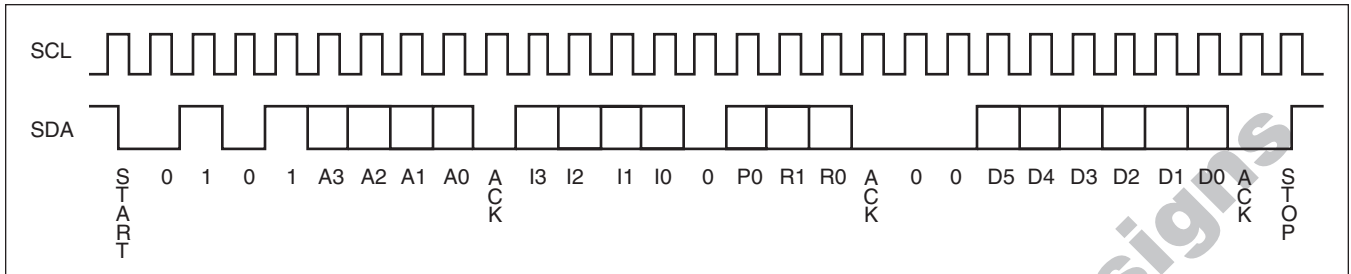 SCL
SDA
START 0 1 0 1 A3 A2 A1 A0 ACK I3 I2 I1 I0 0 P0 R1 R0 ACK 0 0 D5 D4 D3 D2 D1 D0 ACK STOP
signs